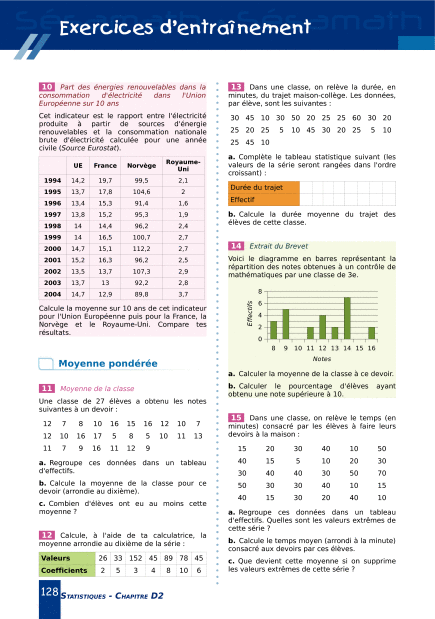 Exercices d'entraînement
10 Part des énergies renouvelables dans la
consommation d'électricité dans l'Union
Européenne sur 10 ans
Cet indicateur est le rapport entre l'électricité
produite à partir de sources d'énergie
renouvelables et la consommation nationale
brute d'électricité calculée pour une année
civile (Source Eurostat).
UE France Norvège Royaume-
Uni
1994 14,2 19,7 99,5 2,1
1995 13,7 17,8 104,6 2
1996 13,4 15,3 91,4 1,6
1997 13,8 15,2 95,3 1,9
1998 14 14,4 96,2 2,4
1999 14 16,5 100,7 2,7
2000 14,7 15,1 112,2 2,7
2001 15,2 16,3 96,2 2,5
2002 13,5 13,7 107,3 2,9
2003 13,7 13 92,2 2,8
2004 14,7 12,9 89,8 3,7
Calcule la moyenne sur 10 ans de cet indicateur
pour l'Union Européenne puis pour la France, la
Norvège et le Royaume-Uni. Compare tes
résultats.
Moyenne pondérée
11 Moyenne de la classe
Une classe de 27 élèves a obtenu les notes
suivantes à un devoir :
12 7 8 10 16 15 16 12 10 7
12 10 16 17 5 8 5 10 11 13
11 7 9 16 11 12 9
a. Regroupe ces données dans un tableau
d'effectifs.
b. Calcule la moyenne de la classe pour ce
devoir (arrondie au dixième).
c. Combien d'élèves ont eu au moins cette
moyenne ?
12 Calcule, à l'aide de ta calculatrice, la
moyenne arrondie au dixième de la série :
Valeurs 26 33 152 45 89 78 45
Coefficients 2 5 3 4 8 10 6
13 Dans une classe, on relève la durée, en
minutes, du trajet maison-collège. Les données,
par élève, sont les suivantes :
30 45 10 30 50 20 25 25 60 30 20
25 20 25 5 10 45 30 20 25 5 10
25 45 10
a. Complète le tableau statistique suivant (les
valeurs de la série seront rangées dans l'ordre
croissant) :
Durée du trajet
Effectif
b. Calcule la durée moyenne du trajet des
élèves de cette classe.
14 Extrait du Brevet
Voici le diagramme en barres représentant la
répartition des notes obtenues à un contrôle de
mathématiques par une classe de 3e.
Effectifs
8
6
4
2
0
8 9 10 11 12 13 14 15 16
Notes
a. Calculer la moyenne de la classe à ce devoir.
b. Calculer le pourcentage d'élèves ayant
obtenu une note supérieure à 10.
15 Dans une classe, on relève le temps (en
minutes) consacré par les élèves à faire leurs
devoirs à la maison :
15 20 30 40 10 50
40 15 5 10 20 30
30 40 40 30 50 70
50 30 30 40 10 15
40 15 30 20 40 10
a. Regroupe ces données dans un tableau
d'effectifs. Quelles sont les valeurs extrêmes de
cette série ?
b. Calcule le temps moyen (arrondi à la minute)
consacré aux devoirs par ces élèves.
c. Que devient cette moyenne si on supprime
les valeurs extrêmes de cette série ?
128 Statistiques - Chapitre D2